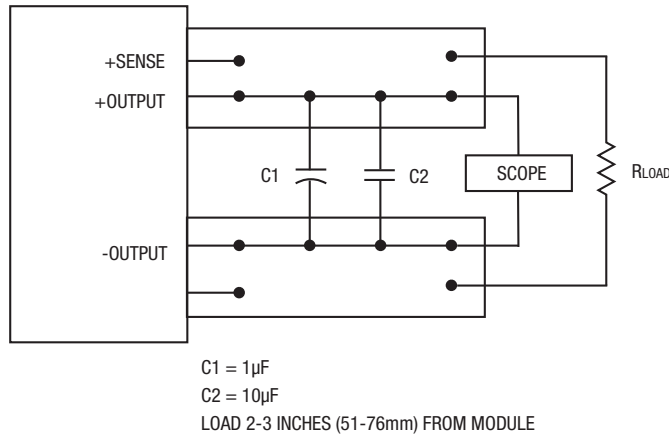 +SENSE
+OUTPUT
C1
C2
SCOPE
RLOAD
-OUTPUT
C1 = 1µF
C2 = 10µF
LOAD 2-3 INCHES (51-76mm) FROM MODULE